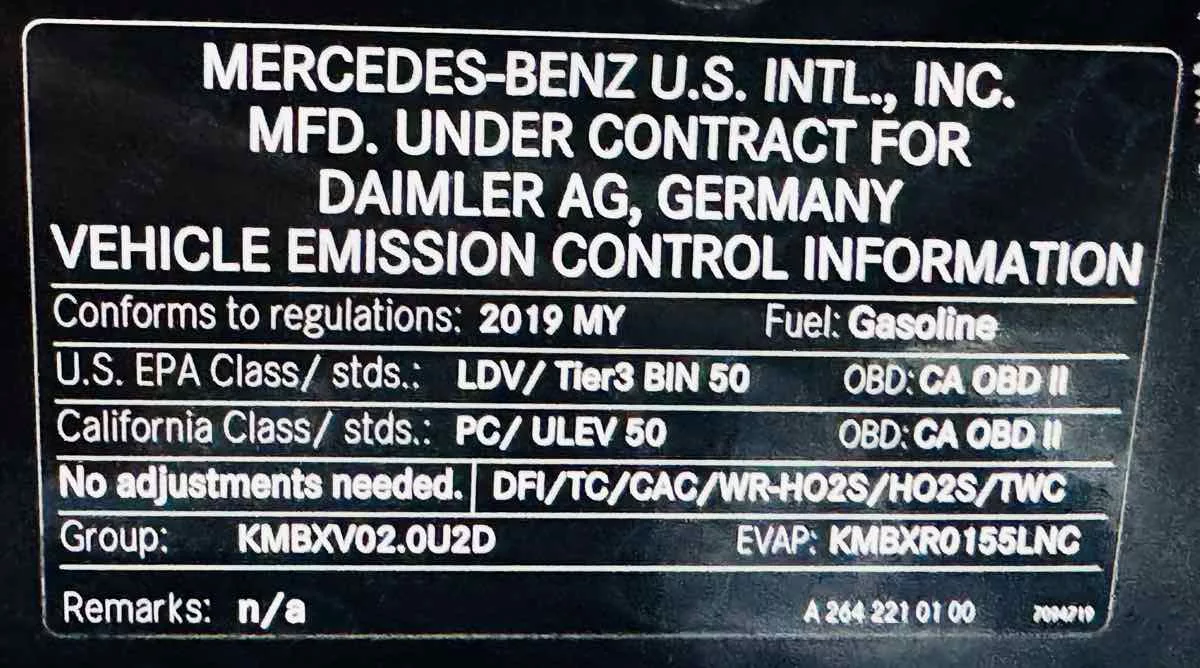 MERCEDES-BENZ U.S. INTL., INC.
MFD. UNDER CONTRACT FOR
DAIMLER AG, GERMANY
VEHICLE EMISSION CONTROL INFORMATION
Conforms to regulations: 2019 MY Fuel: Gasoline
U.S. EPA Class/ stds.: LDV/ Tier3 BIN 50 OBD: CA OBD II
California Class/ stds.: PC/ ULEV 50 OBD: CA OBD II
No adjustments needed. DFI/TC/CAC/WR-HO2S/HO2S/TWC
Group: KMBXV02.0U2D EVAP: KMBXR0155LNC
Remarks: n/a A 264 221 01 00